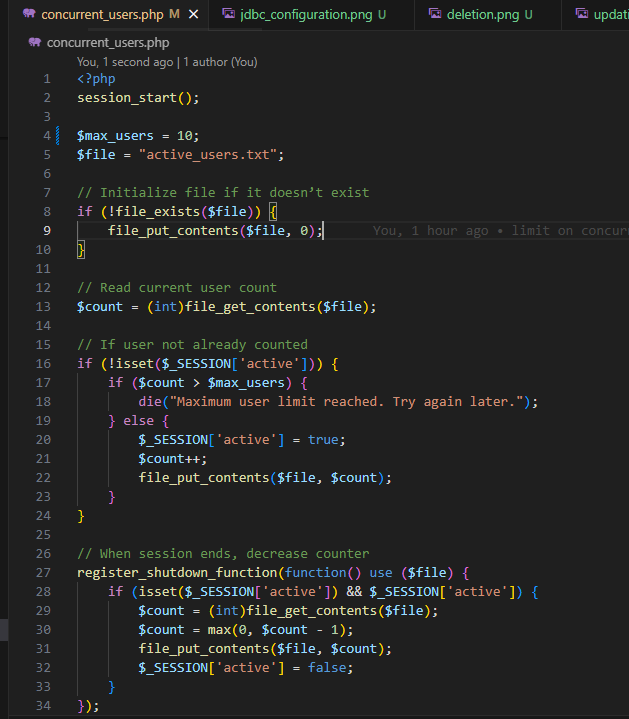 concurrent_users.php M
jdbc_configuration.png U
deletion.png U
updati
concurrent_users.php
You, 1 second ago | 1 author (You)
1 <?php
2 session_start();
3
4 $max_users = 10;
5 $file = "active_users.txt";
6
7 // Initialize file if it doesn’t exist
8 if (!file_exists($file)) {
9 file_put_contents($file, 0); You, 1 hour ago • limit on concurr
10 }
11
12 // Read current user count
13 $count = (int)file_get_contents($file);
14
15 // If user not already counted
16 if (!isset($_SESSION['active'])) {
17 if ($count > $max_users) {
18 die("Maximum user limit reached. Try again later.");
19 } else {
20 $_SESSION['active'] = true;
21 $count++;
22 file_put_contents($file, $count);
23 }
24 }
25
26 // When session ends, decrease counter
27 register_shutdown_function(function() use ($file) {
28 if (isset($_SESSION['active']) && $_SESSION['active']) {
29 $count = (int)file_get_contents($file);
30 $count = max(0, $count - 1);
31 file_put_contents($file, $count);
32 $_SESSION['active'] = false;
33 }
34 });